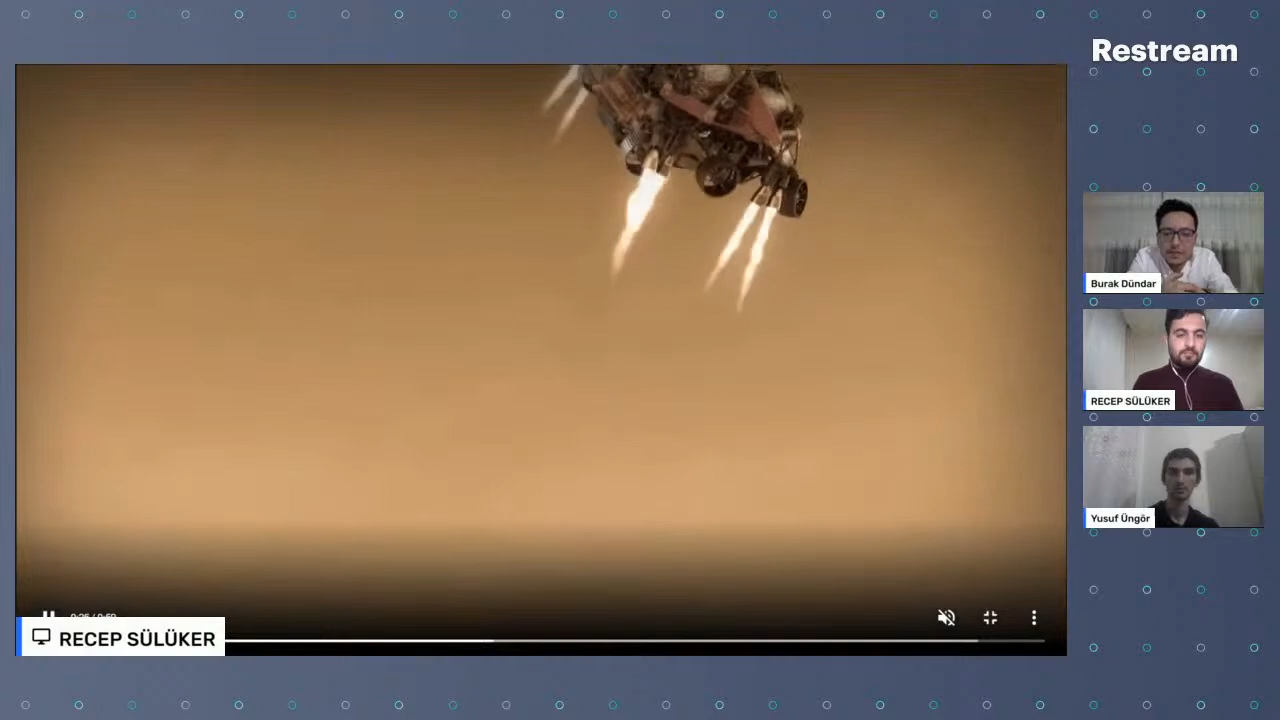 Restream
Burak Dündar
RECEP SÜLÜKER
Yusuf Üngör
RECEP SÜLÜKER